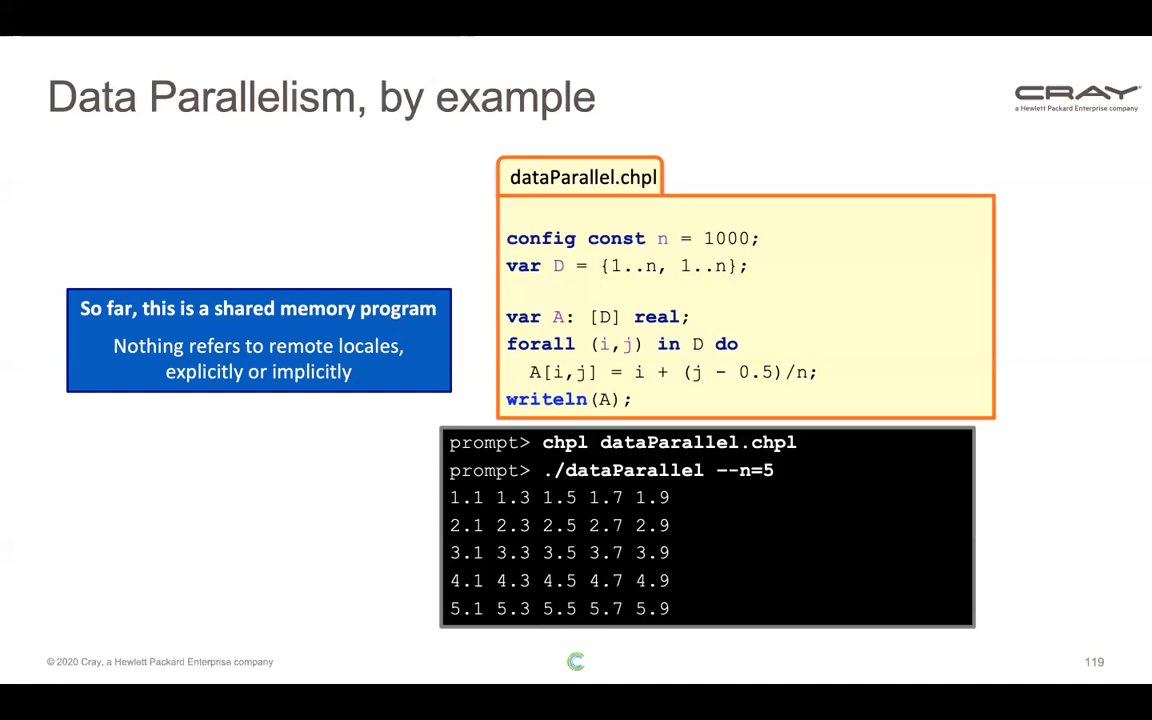 Data Parallelism, by example
CRAY
a Hewlett Packard Enterprise company
dataParallel.chpl
config const n = 1000;
var D = {1..n, 1..n};
var A: [D] real;
forall (i,j) in D do
A[i,j] = i + (j - 0.5)/n;
writeln(A);
So far, this is a shared memory program
Nothing refers to remote locales,
explicitly or implicitly
prompt> chpl dataParallel.chpl
prompt> ./dataParallel --n=5
1.1 1.3 1.5 1.7 1.9
2.1 2.3 2.5 2.7 2.9
3.1 3.3 3.5 3.7 3.9
4.1 4.3 4.5 4.7 4.9
5.1 5.3 5.5 5.7 5.9
© 2020 Cray, a Hewlett Packard Enterprise company
119